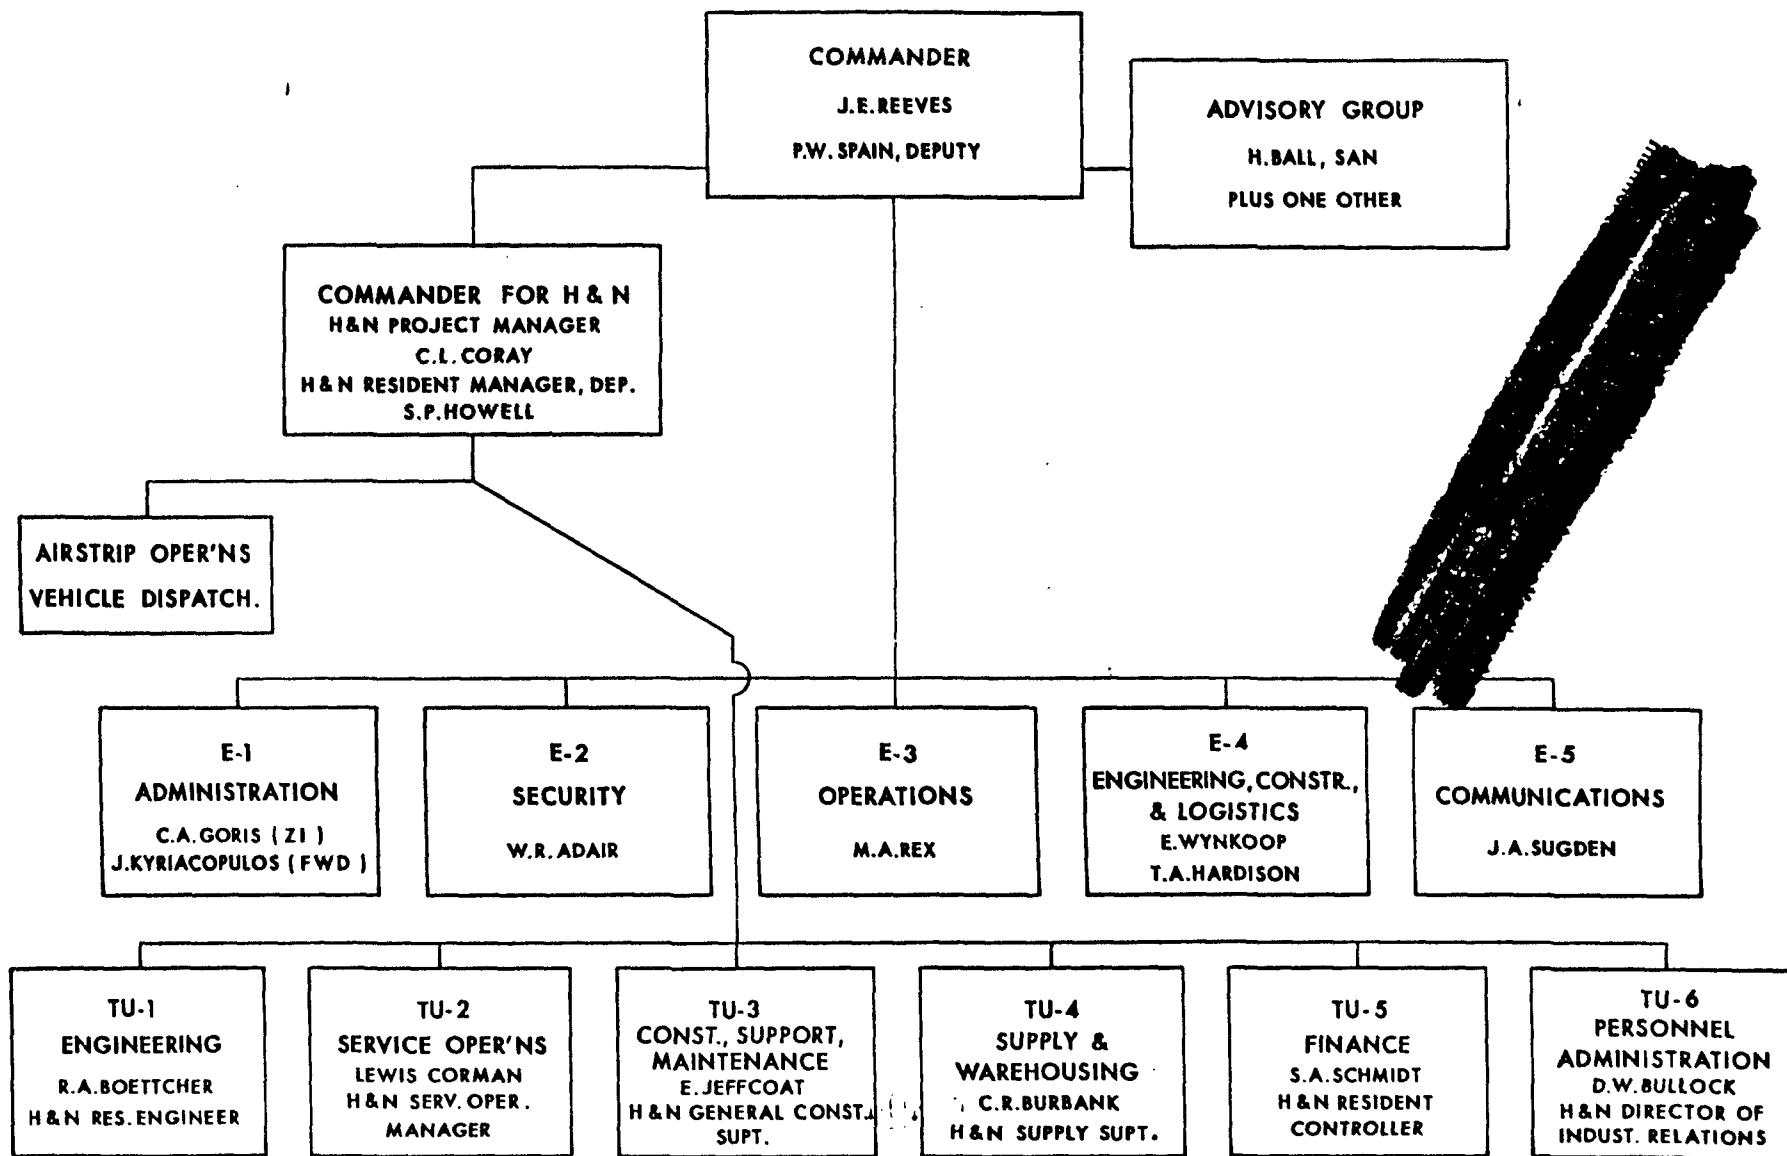 COMMANDER
J.E.REEVES
P.W. SPAIN, DEPUTY
ADVISORY GROUP
H.BALL, SAN
PLUS ONE OTHER
COMMANDER FOR H & N
H&N PROJECT MANAGER
C.L.CORAY
H&N RESIDENT MANAGER, DEP.
S.P.HOWELL
AIRSTRIP OPER'NS
VEHICLE DISPATCH.
E-1
ADMINISTRATION
C.A.GORIS (ZI)
J.KYRIACOPULOS (FWD)
E-2
SECURITY
W.R.ADAIR
E-3
OPERATIONS
M.A.REX
E-4
ENGINEERING, CONSTR.,
& LOGISTICS
E.WYNKOOP
T.A.HARDISON
E-5
COMMUNICATIONS
J.A.SUGDEN
TU-1
ENGINEERING
R.A.BOETTCHER
H&N RES.ENGINEER
TU-2
SERVICE OPER'NS
LEWIS CORMAN
H&N SERV. OPER.
MANAGER
TU-3
CONST., SUPPORT,
MAINTENANCE
E.JEFFCOAT
H&N GENERAL CONST.
SUPT.
TU-4
SUPPLY &
WAREHOUSING
C.R.BURBANK
H&N SUPPLY SUPT.
TU-5
FINANCE
S.A.SCHMIDT
H&N RESIDENT
CONTROLLER
TU-6
PERSONNEL
ADMINISTRATION
D.W.BULLOCK
H&N DIRECTOR OF
INDUST. RELATIONS